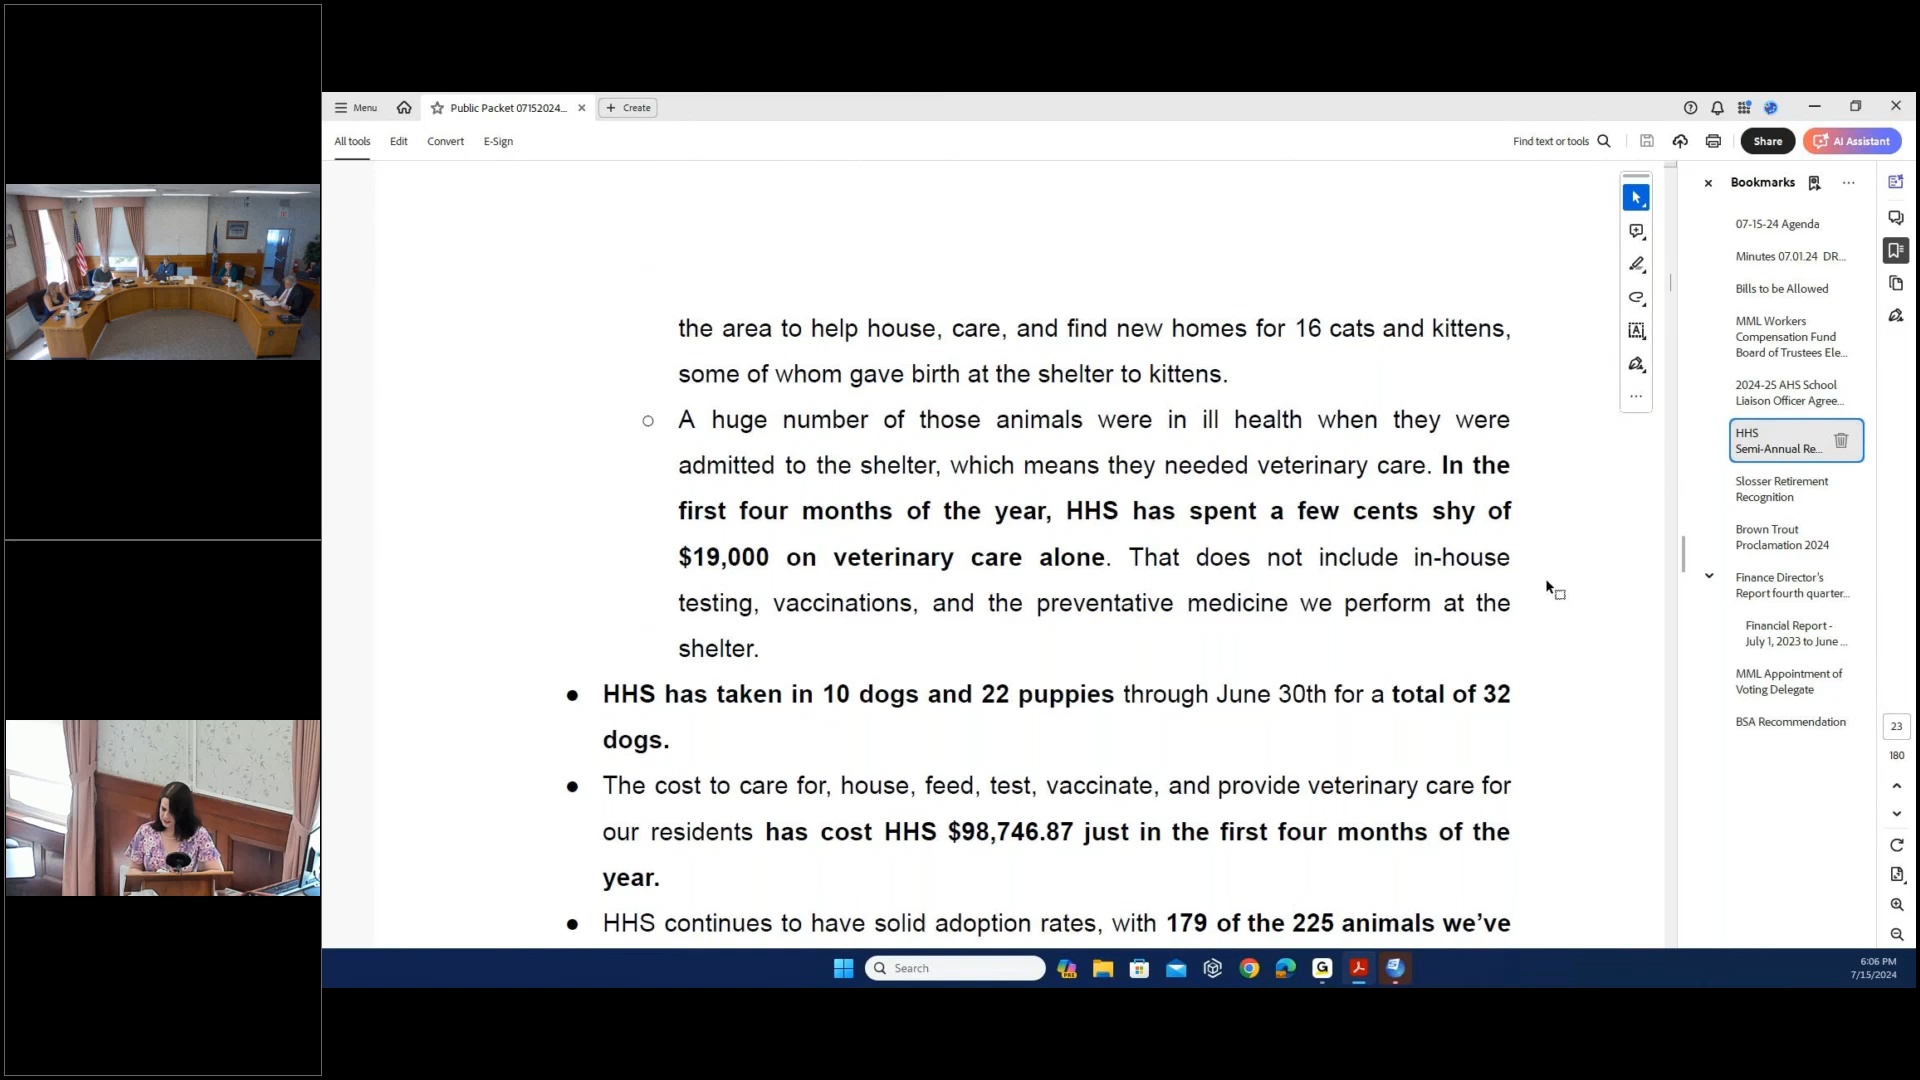 Menu
Public Packet 07152024...
Create
All tools
Edit
Convert
E-Sign
Find text or tools
Share
AI Assistant
the area to help house, care, and find new homes for 16 cats and kittens,
some of whom gave birth at the shelter to kittens.
○ A huge number of those animals were in ill health when they were
admitted to the shelter, which means they needed veterinary care. In the
first four months of the year, HHS has spent a few cents shy of
$19,000 on veterinary care alone. That does not include in-house
testing, vaccinations, and the preventative medicine we perform at the
shelter.
● HHS has taken in 10 dogs and 22 puppies through June 30th for a total of 32
dogs.
● The cost to care for, house, feed, test, vaccinate, and provide veterinary care for
our residents has cost HHS $98,746.87 just in the first four months of the
year.
● HHS continues to have solid adoption rates, with 179 of the 225 animals we’ve
Bookmarks
07-15-24 Agenda
Minutes 07.01.24 DR...
Bills to be Allowed
MML Workers
Compensation Fund
Board of Trustees Ele...
2024-25 AHS School
Liaison Officer Agree...
HHS
Semi-Annual Re...
Slosser Retirement
Recognition
Brown Trout
Proclamation 2024
Finance Director's
Report fourth quarter...
Financial Report -
July 1, 2023 to June ...
MML Appointment of
Voting Delegate
BSA Recommendation
23
180
Search
6:06 PM
7/15/2024